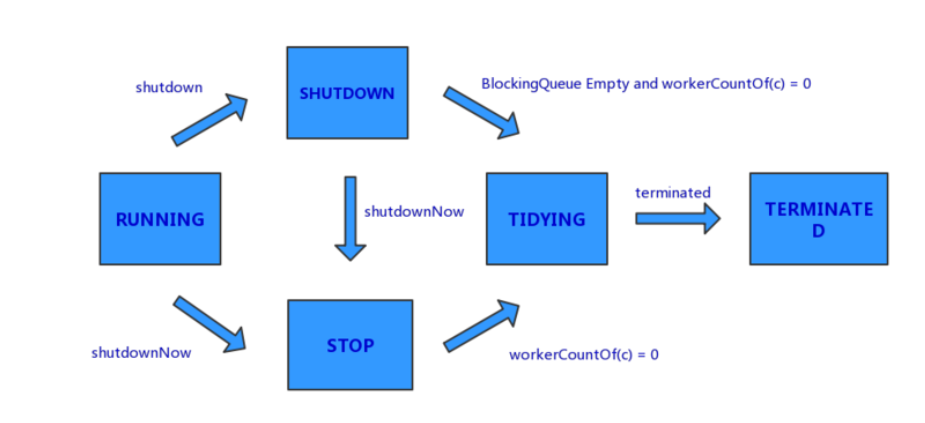 shutdown
SHUTDOWN
BlockingQueue Empty and workerCountOf(c) = 0
RUNNING
shutdownNow
TIDYING
terminated
TERMINATE
D
shutdownNow
STOP
workerCountOf(c) = 0